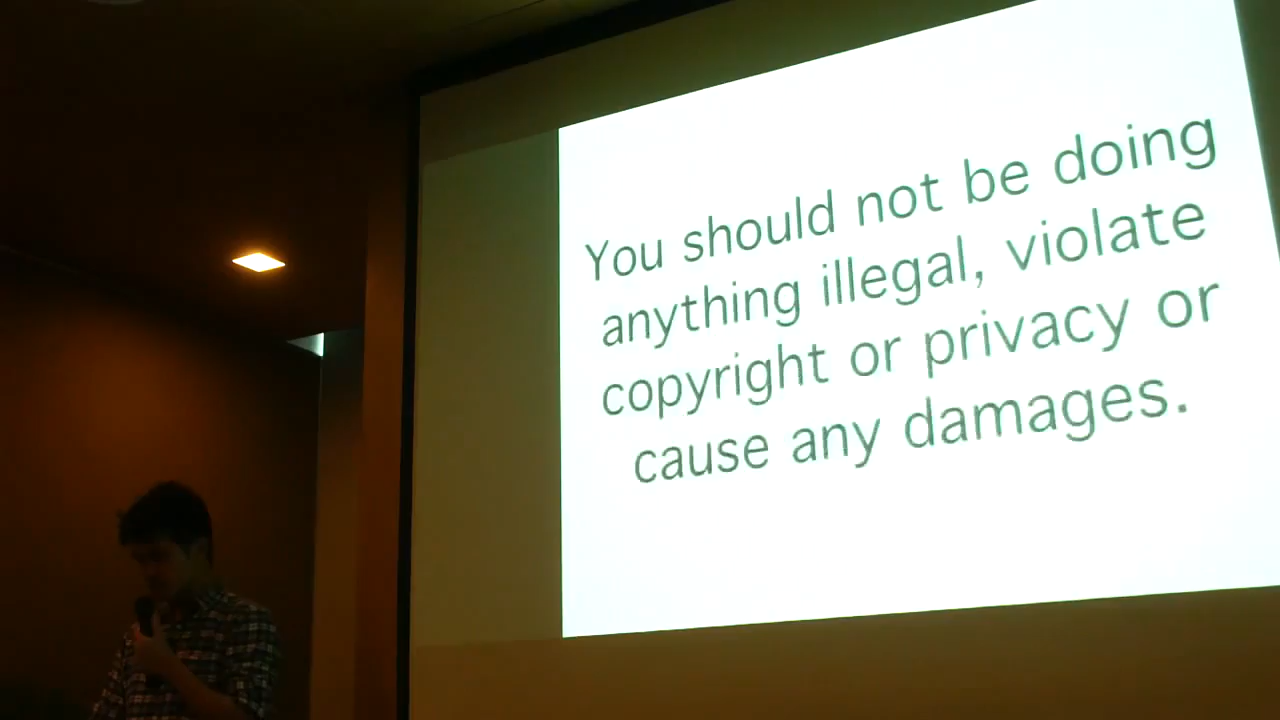 You should not be doing
anything illegal, violate
copyright or privacy or
cause any damages.